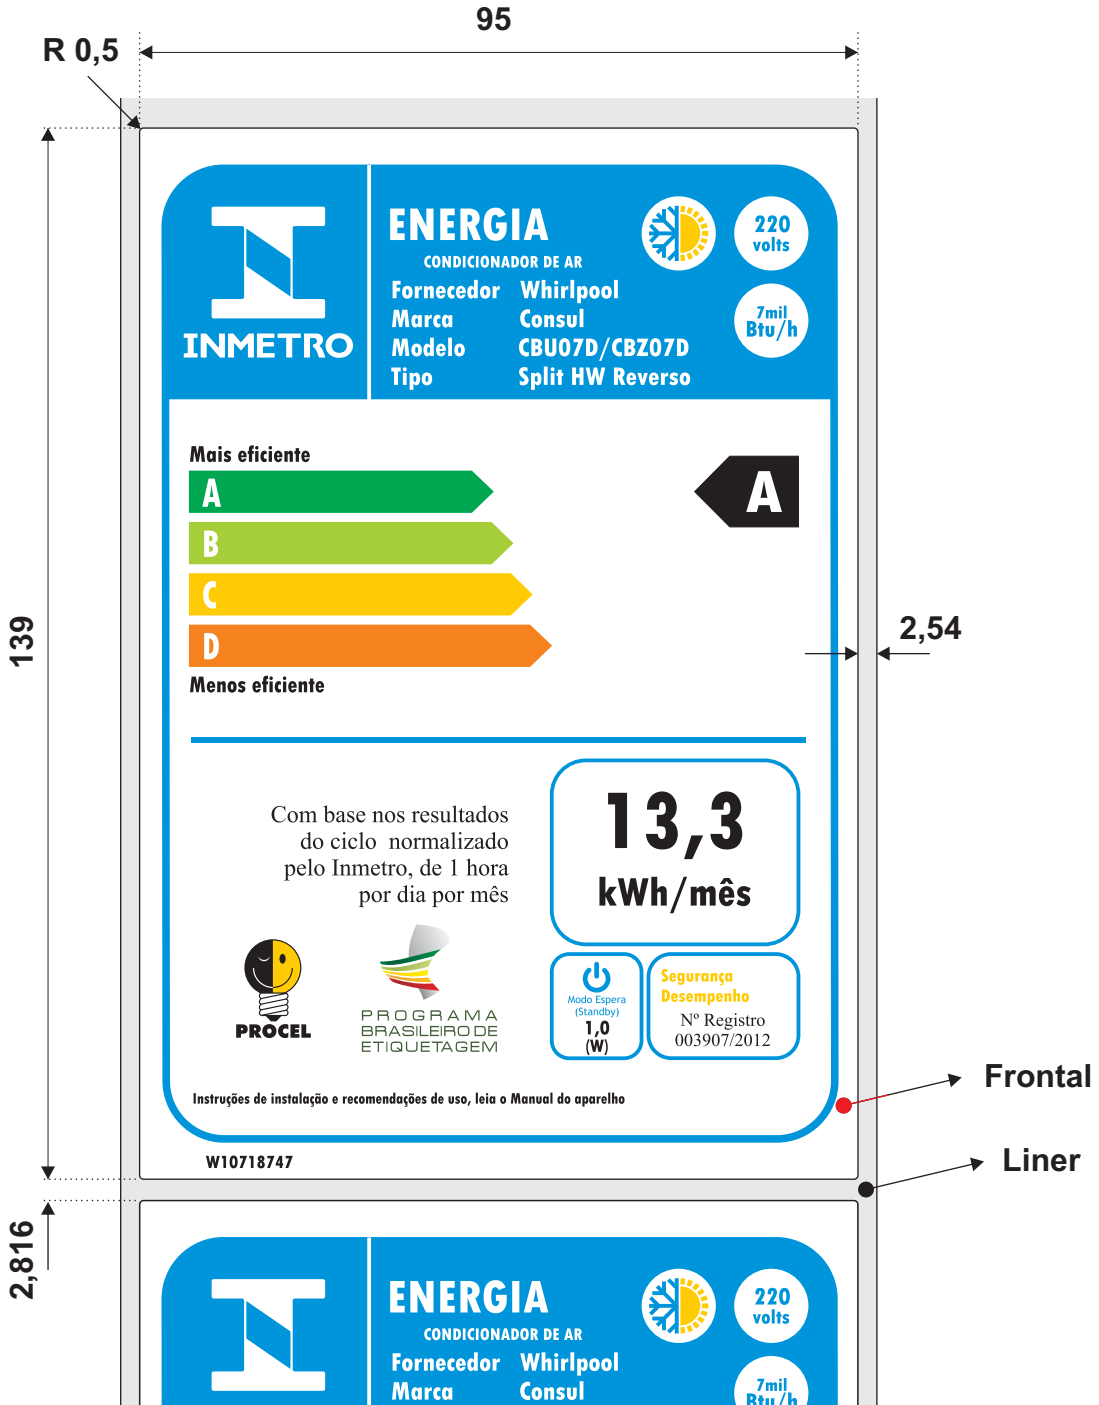 95
R 0,5
ENERGIA
CONDICIONADOR DE AR
220
volts
7mil
Btu/h
INMETRO
Fornecedor Whirlpool
Marca Consul
Modelo CBU07D/CBZ07D
Tipo Split HW Reverso
Mais eficiente
A
A
B
C
D
Menos eficiente
139
2,54
Com base nos resultados
do ciclo normalizado
pelo Inmetro, de 1 hora
por dia por mês
13,3
kWh/mês
PROCEL
PROGRAMA
BRASILEIRO DE
ETIQUETAGEM
Modo Espera
(Standby)
1,0
(W)
Segurança
Desempenho
Nº Registro
003907/2012
Instruções de instalação e recomendações de uso, leia o Manual do aparelho
Frontal
W10718747
Liner
2,816
ENERGIA
CONDICIONADOR DE AR
220
volts
7mil
Btu/h
Fornecedor Whirlpool
Marca Consul